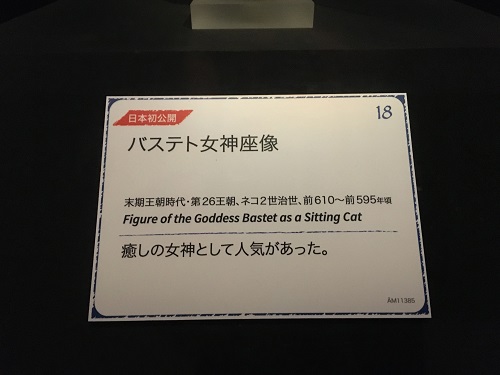 日本初公開
18
バステト女神座像
末期王朝時代・第26王朝、ネコ2世治世、前610～前595年頃
Figure of the Goddess Bastet as a Sitting Cat
癒しの女神として人気があった。
ÄM11385